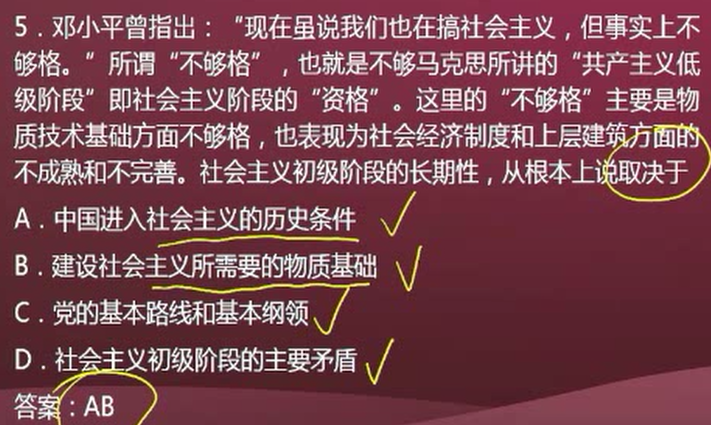 5．邓小平曾指出：“现在虽说我们也在搞社会主义，但事实上不
够格。”所谓“不够格”，也就是不够马克思所讲的“共产主义低
级阶段”即社会主义阶段的“资格”。这里的“不够格”主要是物
质技术基础方面不够格，也表现为社会经济制度和上层建筑方面的
不成熟和不完善。社会主义初级阶段的长期性，从根本上说取决于
A．中国进入社会主义的历史条件
B．建设社会主义所需要的物质基础
C．党的基本路线和基本纲领
D．社会主义初级阶段的主要矛盾
答案：AB